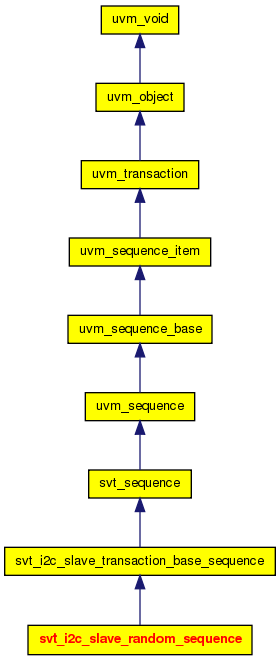 uvm_void
uvm_object
uvm_transaction
uvm_sequence_item
uvm_sequence_base
uvm_sequence
svt_sequence
svt_i2c_slave_transaction_base_sequence
svt_i2c_slave_random_sequence